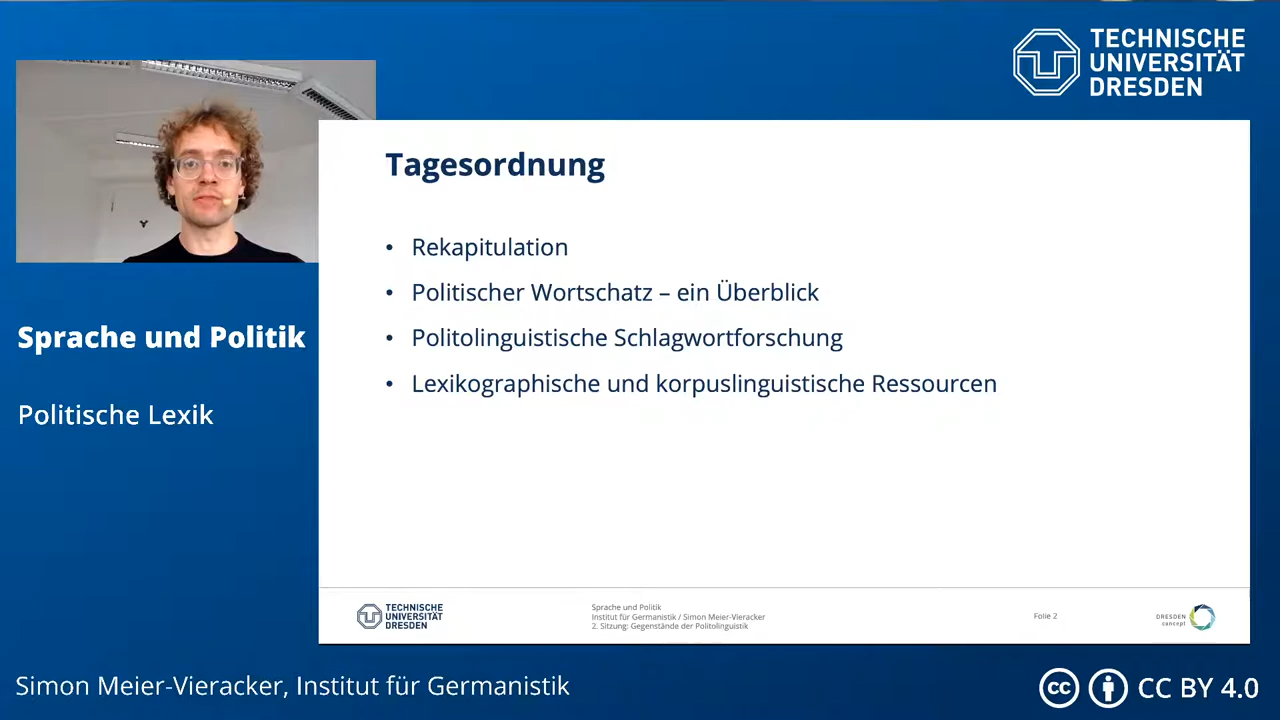 TECHNISCHE
UNIVERSITÄT
DRESDEN
Tagesordnung
• Rekapitulation
• Politischer Wortschatz – ein Überblick
• Politolinguistische Schlagwortforschung
• Lexikographische und korpuslinguistische Ressourcen
Sprache und Politik
Politische Lexik
TECHNISCHE
UNIVERSITÄT
DRESDEN
Sprache und Politik
Institut für Germanistik / Simon Meier-Vieracker
2. Sitzung: Gegenstände der Politolinguistik
Folie 2
DRESDEN
concept
Simon Meier-Vieracker, Institut für Germanistik
cc CC BY 4.0